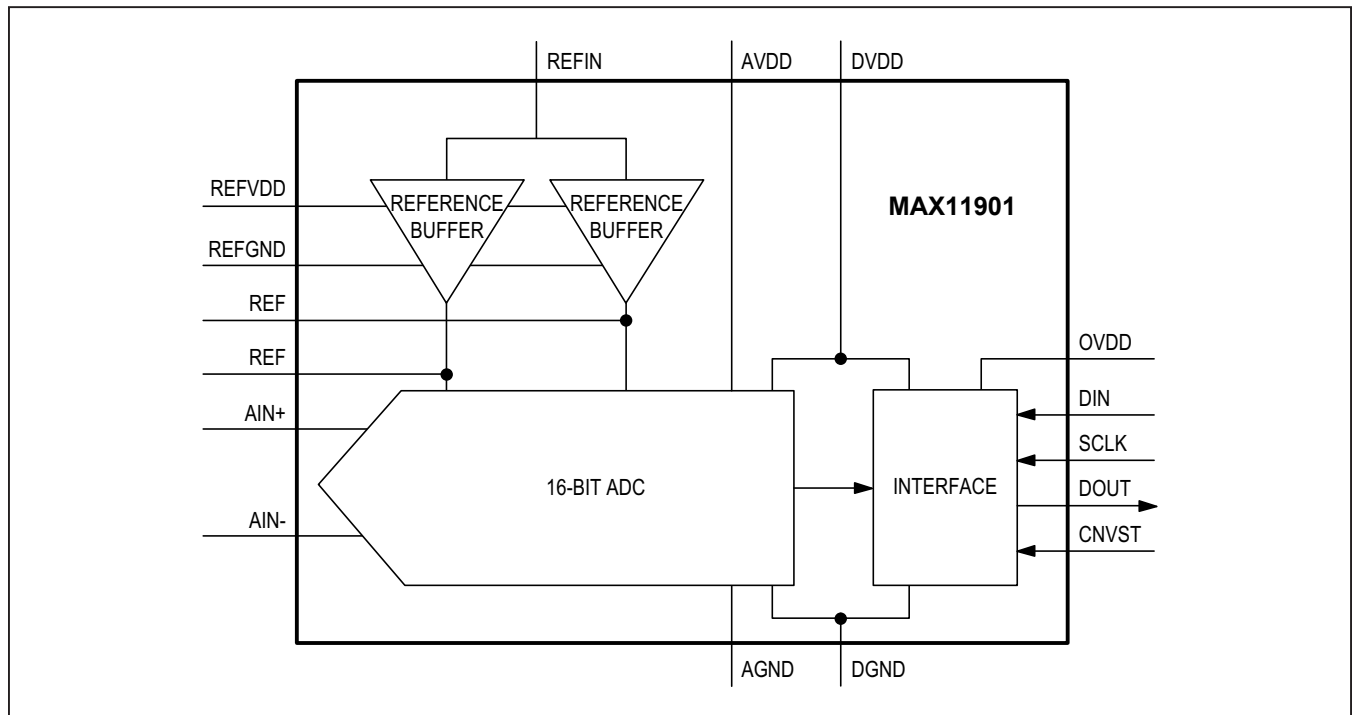 REFIN
AVDD
DVDD
REFVDD
REFERENCE
BUFFER
REFERENCE
BUFFER
MAX11901
REFGND
REF
REF
OVDD
AIN+
DIN
SCLK
16-BIT ADC
INTERFACE
DOUT
AIN-
CNVST
AGND
DGND